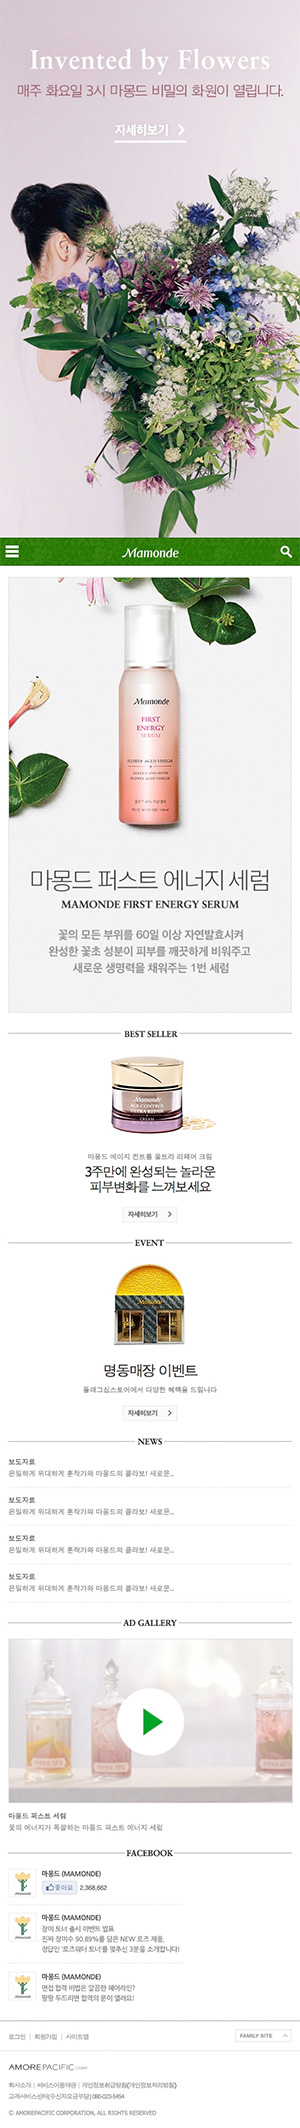 Invented by Flowers
매주 화요일 3시 마몽드 비밀의 화원이 열립니다.
자세히보기
Mamonde
Mamonde
FIRST
ENERGY
SERUM
FLOWER AGED VINEGAR
마몽드 퍼스트 에너지 세럼
MAMONDE FIRST ENERGY SERUM
꽃의 모든 부위를 60일 이상 자연발효시켜
완성한 꽃초 성분이 피부를 깨끗하게 비워주고
새로운 생명력을 채워주는 1번 세럼
BEST SELLER
Mamonde
AGE CONTROL
ULTRA REPAIR
CREAM
마몽드 에이지 컨트롤 울트라 리페어 크림
3주만에 완성되는 놀라운
피부변화를 느껴보세요
자세히보기
EVENT
Mamonde
명동매장 이벤트
플래그십스토어에서 다양한 혜택을 드립니다
자세히보기
NEWS
보도자료
은밀하게 위대하게 훈작가와 마몽드의 콜라보! 새로운...
보도자료
은밀하게 위대하게 훈작가와 마몽드의 콜라보! 새로운...
보도자료
은밀하게 위대하게 훈작가와 마몽드의 콜라보! 새로운...
보도자료
은밀하게 위대하게 훈작가와 마몽드의 콜라보! 새로운...
AD GALLERY
마몽드 퍼스트 세럼
꽃의 에너지가 폭발하는 마몽드 퍼스트 에너지 세럼
FACEBOOK
마몽드 (MAMONDE)
좋아요 2,368,662
Mamonde
마몽드 (MAMONDE)
장미 토너 출시 이벤트 발표
진짜 장미수 90.89%를 담은 NEW 로즈 제품,
정답인 '로즈워터 토너'를 맞추신 3분을 소개합니다!
Mamonde
마몽드 (MAMONDE)
면접 합격 비법은 깔끔한 헤어라인?
팡팡 두드리면 합격의 문이 열려요!
Mamonde
로그인 | 회원가입 | 사이트맵
FAMILY SITE
AMOREPACIFIC.com
회사소개 | 서비스이용약관 | 개인정보취급방침(개인정보처리방침)
고객서비스센터(수신자요금부담) 080-023-5454
© AMOREPACIFIC CORPORATION, ALL RIGHTS RESERVED